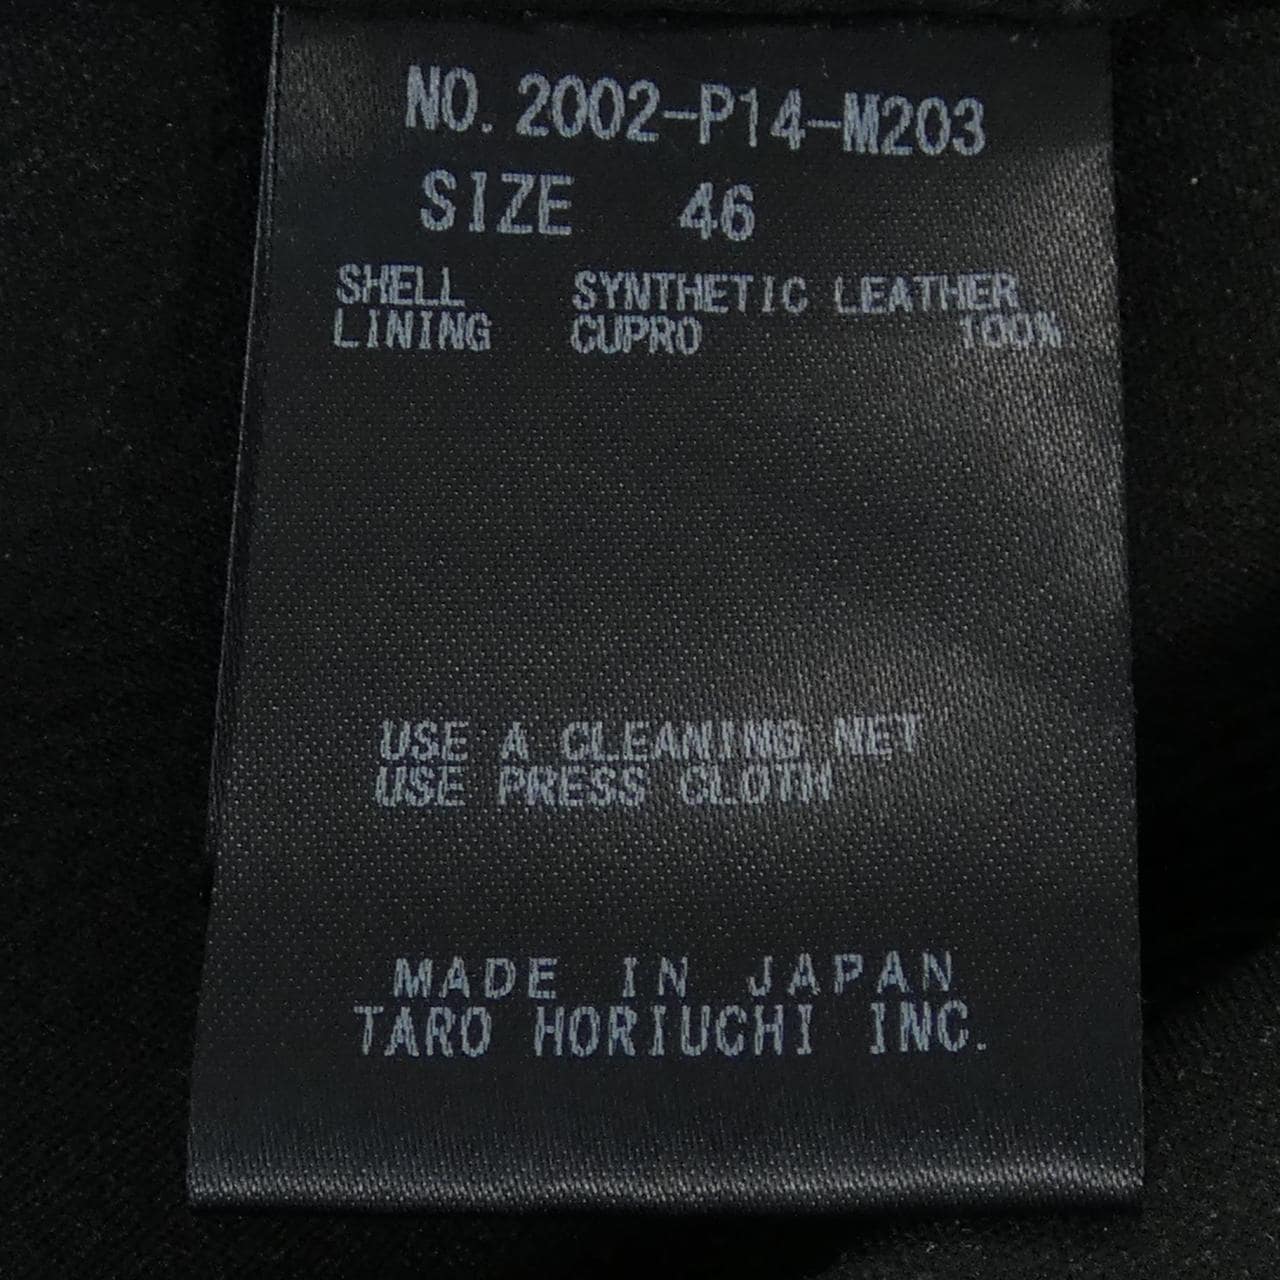 NO. 2002-P14-M203
SIZE 46
SHELL SYNTHETIC LEATHER
LINING CUPRO 100%
USE A CLEANING NET
USE PRESS CLOTH
MADE IN JAPAN
TARO HORIUCHI INC.